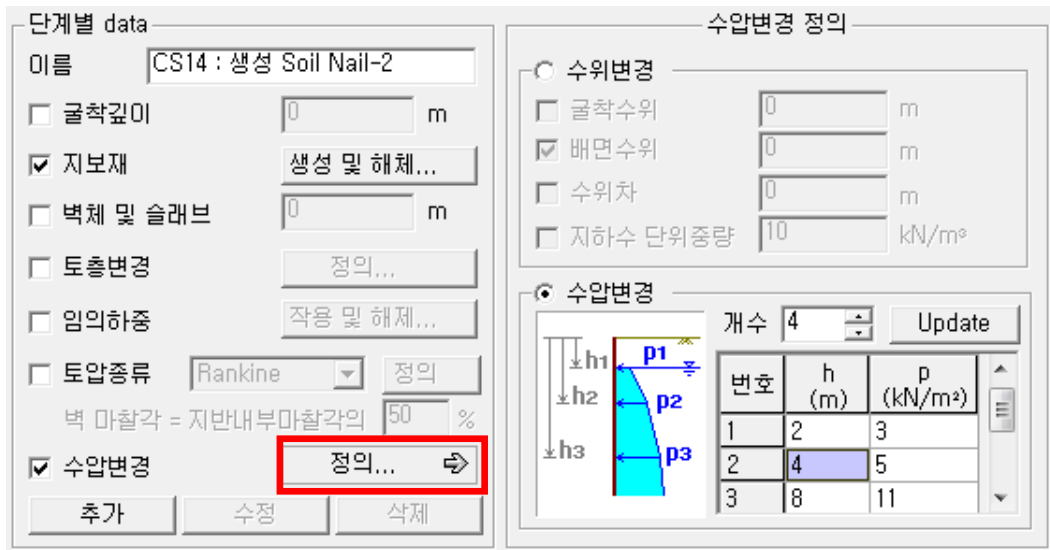 단계별 data
이름 CS14 : 생성 Soil Nail-2
굴착깊이 0 m
지보재 생성 및 해체...
벽체 및 슬래브 0 m
토층변경 정의...
임의하중 작용 및 해제...
토압종류 Rankine 정의
벽 마찰각 = 지반내부마찰각의 50 %
수압변경 정의...
추가 수정 삭제
수압변경 정의
수위변경
굴착수위 0 m
배면수위 0 m
수위차 0 m
지하수 단위중량 10 kN/m³
수압변경
개수 4 Update
h1 p1
h2 p2
h3 p3
번호 h (m) p (kN/m²)
1 2 3
2 4 5
3 8 11